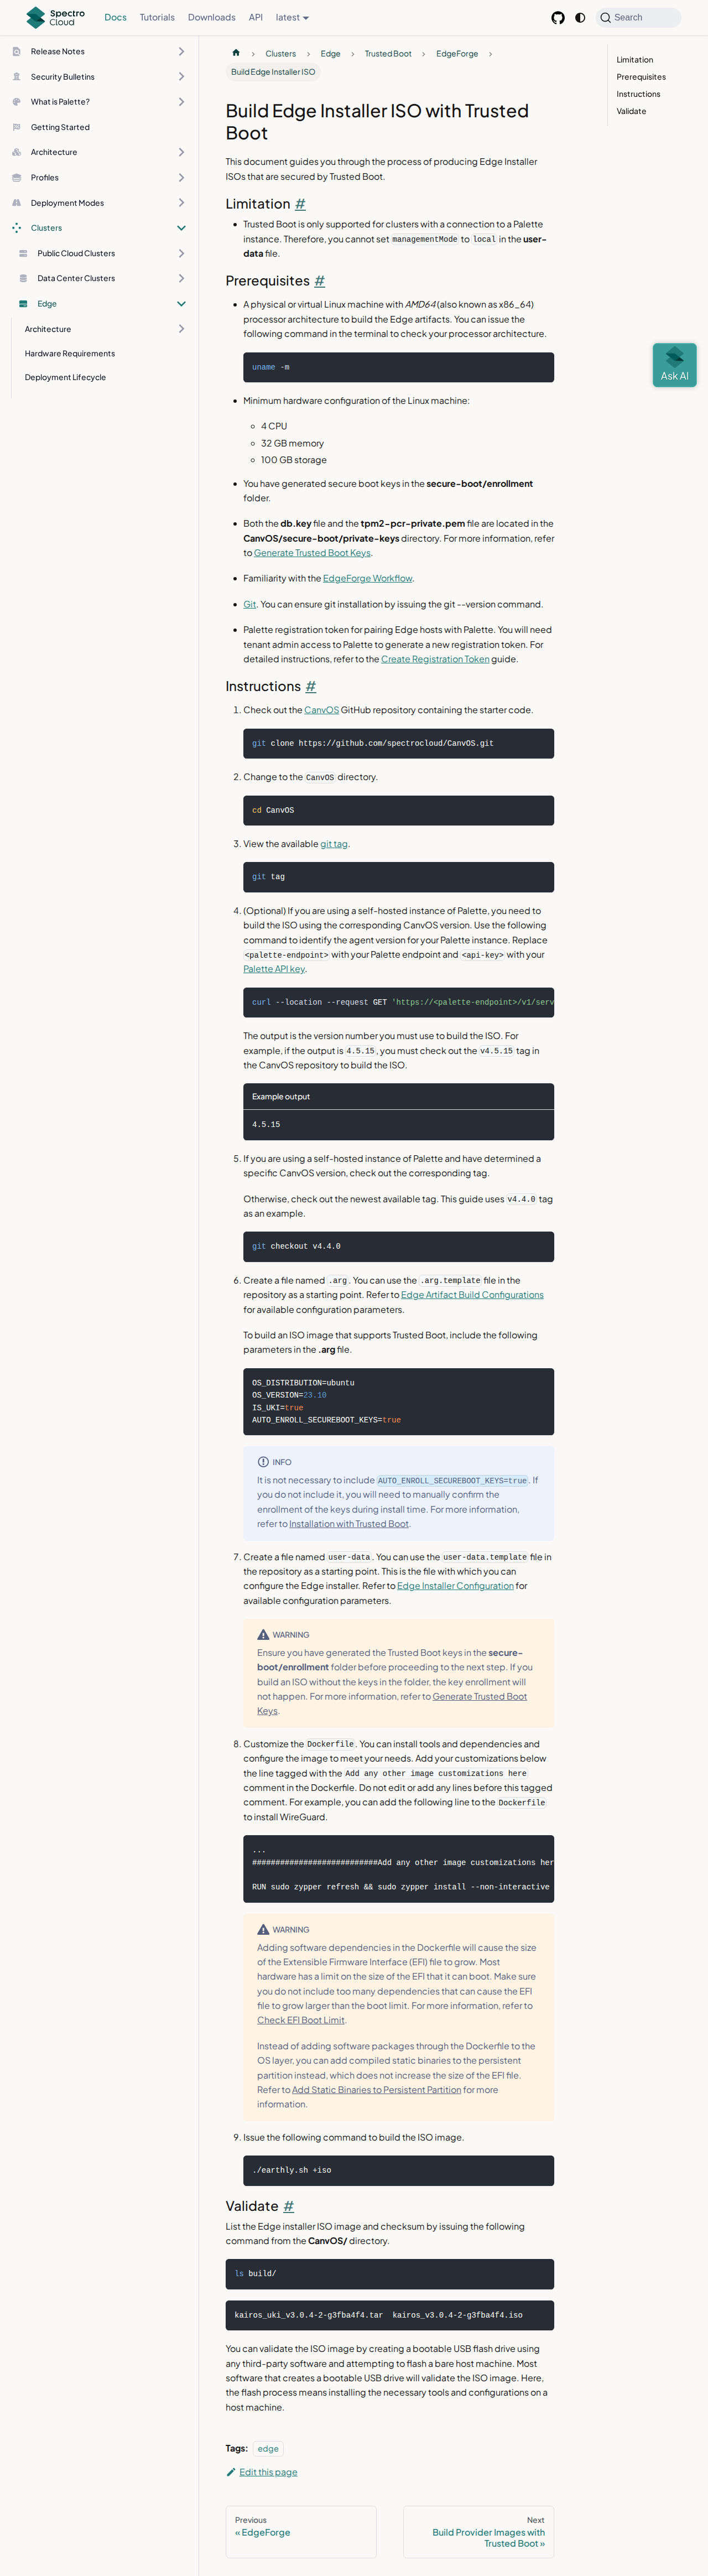 Spectro Cloud
Docs
Tutorials
Downloads
API
latest
Search
Release Notes
Security Bulletins
What is Palette?
Getting Started
Architecture
Profiles
Deployment Modes
Clusters
Public Cloud Clusters
Data Center Clusters
Edge
Architecture
Hardware Requirements
Deployment Lifecycle
Clusters
Edge
Trusted Boot
EdgeForge
Build Edge Installer ISO
Limitation
Prerequisites
Instructions
Validate
Ask AI
Build Edge Installer ISO with Trusted
Boot
This document guides you through the process of producing Edge Installer
ISOs that are secured by Trusted Boot.
Limitation #
Trusted Boot is only supported for clusters with a connection to a Palette
instance. Therefore, you cannot set managementMode to local in the user-
data file.
Prerequisites #
A physical or virtual Linux machine with AMD64 (also known as x86_64)
processor architecture to build the Edge artifacts. You can issue the
following command in the terminal to check your processor architecture.
uname -m
Minimum hardware configuration of the Linux machine:
4 CPU
32 GB memory
100 GB storage
You have generated secure boot keys in the secure-boot/enrollment
folder.
Both the db.key file and the tpm2-pcr-private.pem file are located in the
CanvOS/secure-boot/private-keys directory. For more information, refer
to Generate Trusted Boot Keys.
Familiarity with the EdgeForge Workflow.
Git. You can ensure git installation by issuing the git --version command.
Palette registration token for pairing Edge hosts with Palette. You will need
tenant admin access to Palette to generate a new registration token. For
detailed instructions, refer to the Create Registration Token guide.
Instructions #
1. Check out the CanvOS GitHub repository containing the starter code.
git clone https://github.com/spectrocloud/CanvOS.git
2. Change to the CanvOS directory.
cd CanvOS
3. View the available git tag.
git tag
4. (Optional) If you are using a self-hosted instance of Palette, you need to
build the ISO using the corresponding CanvOS version. Use the following
command to identify the agent version for your Palette instance. Replace
<palette-endpoint> with your Palette endpoint and <api-key> with your
Palette API key.
curl --location --request GET 'https://<palette-endpoint>/v1/serv
The output is the version number you must use to build the ISO. For
example, if the output is 4.5.15, you must check out the v4.5.15 tag in
the CanvOS repository to build the ISO.
Example output
4.5.15
5. If you are using a self-hosted instance of Palette and have determined a
specific CanvOS version, check out the corresponding tag.
Otherwise, check out the newest available tag. This guide uses v4.4.0 tag
as an example.
git checkout v4.4.0
6. Create a file named .arg. You can use the .arg.template file in the
repository as a starting point. Refer to Edge Artifact Build Configurations
for available configuration parameters.
To build an ISO image that supports Trusted Boot, include the following
parameters in the .arg file.
OS_DISTRIBUTION=ubuntu
OS_VERSION=23.10
IS_UKI=true
AUTO_ENROLL_SECUREBOOT_KEYS=true
INFO
It is not necessary to include AUTO_ENROLL_SECUREBOOT_KEYS=true. If
you do not include it, you will need to manually confirm the
enrollment of the keys during install time. For more information,
refer to Installation with Trusted Boot.
7. Create a file named user-data. You can use the user-data.template file in
the repository as a starting point. This is the file with which you can
configure the Edge installer. Refer to Edge Installer Configuration for
available configuration parameters.
WARNING
Ensure you have generated the Trusted Boot keys in the secure-
boot/enrollment folder before proceeding to the next step. If you
build an ISO without the keys in the folder, the key enrollment will
not happen. For more information, refer to Generate Trusted Boot
Keys.
8. Customize the Dockerfile. You can install tools and dependencies and
configure the image to meet your needs. Add your customizations below
the line tagged with the Add any other image customizations here
comment in the Dockerfile. Do not edit or add any lines before this tagged
comment. For example, you can add the following line to the Dockerfile
to install WireGuard.
...
###########################Add any other image customizations her
RUN sudo zypper refresh && sudo zypper install --non-interactive
WARNING
Adding software dependencies in the Dockerfile will cause the size
of the Extensible Firmware Interface (EFI) file to grow. Most
hardware has a limit on the size of the EFI that it can boot. Make sure
you do not include too many dependencies that can cause the EFI
file to grow larger than the boot limit. For more information, refer to
Check EFI Boot Limit.
Instead of adding software packages through the Dockerfile to the
OS layer, you can add compiled static binaries to the persistent
partition instead, which does not increase the size of the EFI file.
Refer to Add Static Binaries to Persistent Partition for more
information.
9. Issue the following command to build the ISO image.
./earthly.sh +iso
Validate #
List the Edge installer ISO image and checksum by issuing the following
command from the CanvOS/ directory.
ls build/
kairos_uki_v3.0.4-2-g3fba4f4.tar  kairos_v3.0.4-2-g3fba4f4.iso
You can validate the ISO image by creating a bootable USB flash drive using
any third-party software and attempting to flash a bare host machine. Most
software that creates a bootable USB drive will validate the ISO image. Here,
the flash process means installing the necessary tools and configurations on a
host machine.
Tags: edge
Edit this page
Previous
« EdgeForge
Next
Build Provider Images with
Trusted Boot »